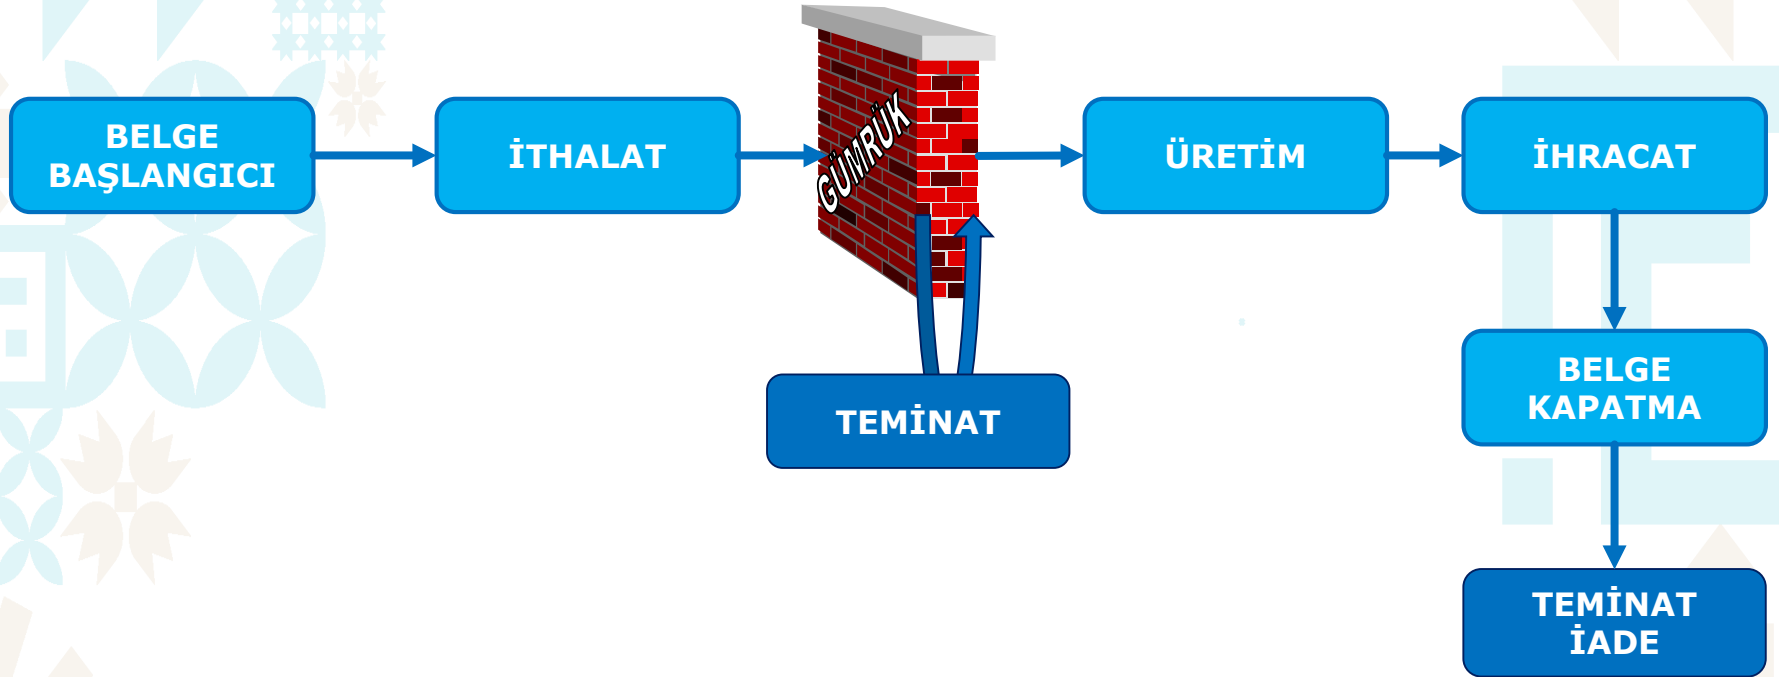 BELGE
BAŞLANGICI
İTHALAT
GÜMRÜK
ÜRETİM
İHRACAT
BELGE
KAPATMA
TEMİNAT
TEMİNAT
İADE